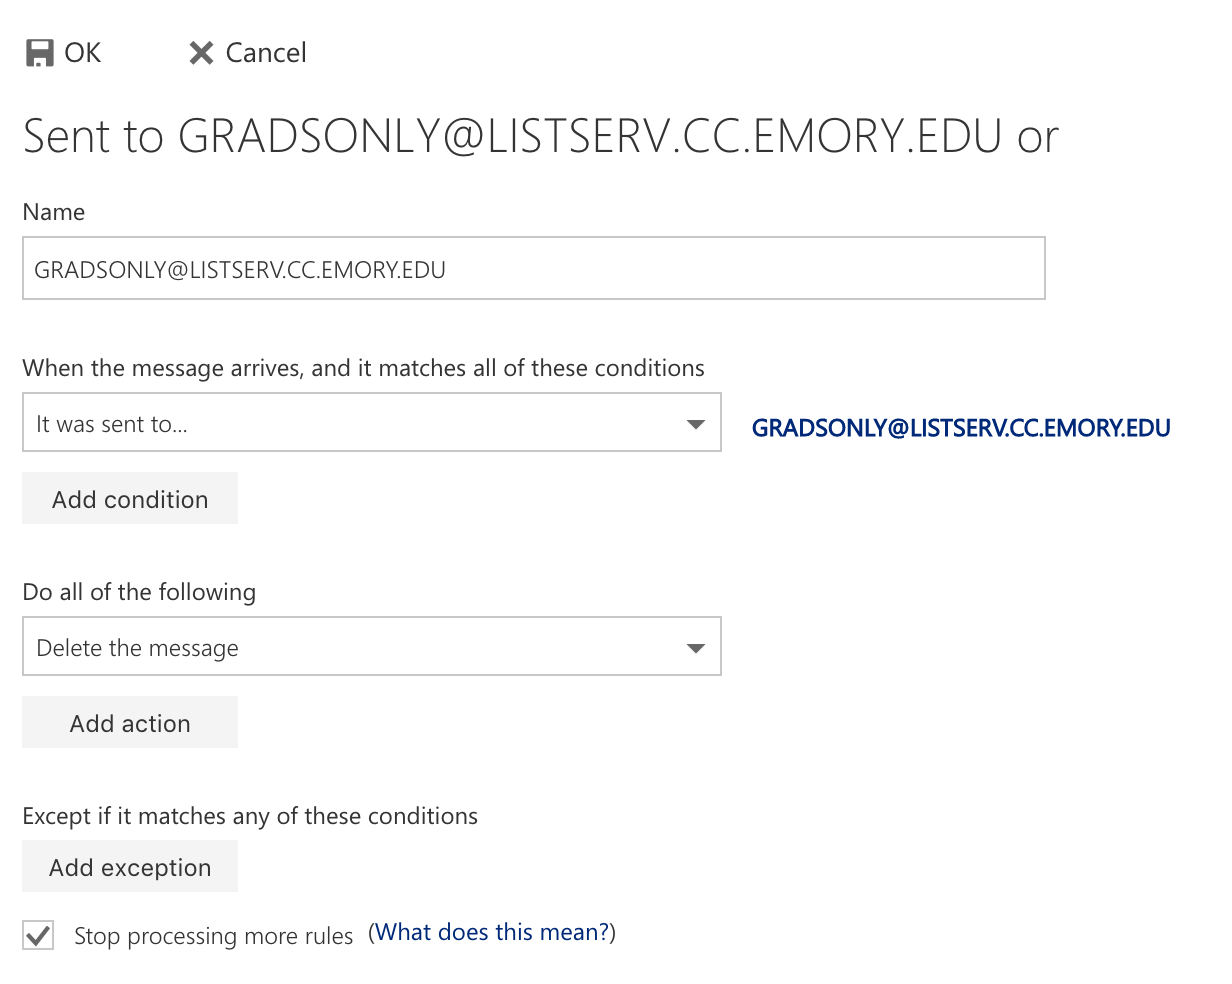 OK Cancel
Sent to GRADSONLY@LISTSERV.CC.EMORY.EDU or
Name
GRADSONLY@LISTSERV.CC.EMORY.EDU
When the message arrives, and it matches all of these conditions
It was sent to... GRADSONLY@LISTSERV.CC.EMORY.EDU
Add condition
Do all of the following
Delete the message
Add action
Except if it matches any of these conditions
Add exception
Stop processing more rules (What does this mean?)